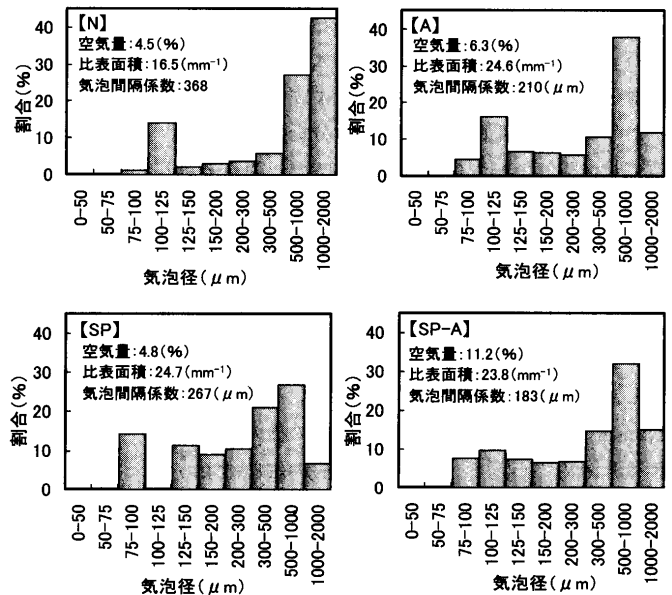 【N】
空気量:4.5(%)
比表面積:16.5(mm⁻¹)
気泡間隔係数:368
割合(%)
40
30
20
10
0
0-50
50-75
75-100
100-125
125-150
150-200
200-300
300-500
500-1000
1000-2000
気泡径(μm)
【A】
空気量:6.3(%)
比表面積:24.6(mm⁻¹)
気泡間隔係数:210(μm)
割合(%)
40
30
20
10
0
0-50
50-75
75-100
100-125
125-150
150-200
200-300
300-500
500-1000
1000-2000
気泡径(μm)
【SP】
空気量:4.8(%)
比表面積:24.7(mm⁻¹)
気泡間隔係数:267(μm)
割合(%)
40
30
20
10
0
0-50
50-75
75-100
100-125
125-150
150-200
200-300
300-500
500-1000
1000-2000
気泡径(μm)
【SP-A】
空気量:11.2(%)
比表面積:23.8(mm⁻¹)
気泡間隔係数:183(μm)
割合(%)
40
30
20
10
0
0-50
50-75
75-100
100-125
125-150
150-200
200-300
300-500
500-1000
1000-2000
気泡径(μm)